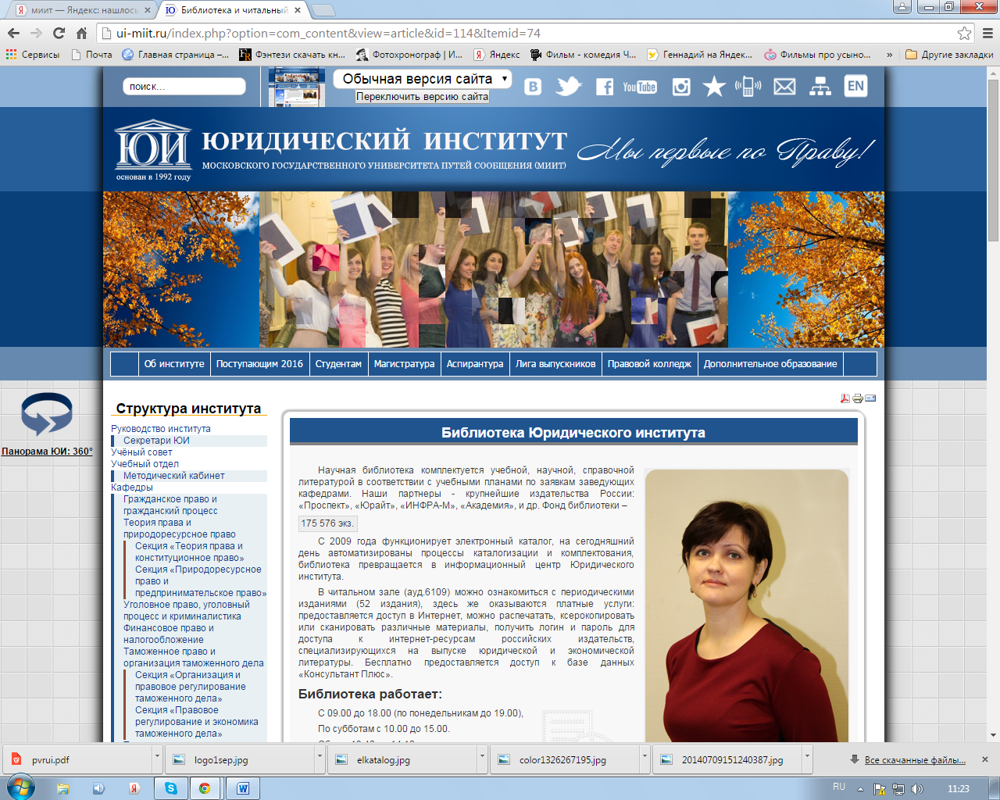 миит — Яндекс: нашлось
Библиотека и читальный
ui-miit.ru/index.php?option=com_content&view=article&id=114&Itemid=74
Сервисы
Почта
Главная страница –...
Фэнтези скачать кн...
Фотохронограф | И...
Яндекс
Фильм - комедия Ч...
Геннадий на Яндек...
Фильмы про усыно...
»
Другие закладки
поиск...
Обычная версия сайта
Переключить версию сайта
You Tube
EN
ЮИ
основан в 1992 году
ЮРИДИЧЕСКИЙ ИНСТИТУТ
МОСКОВСКОГО ГОСУДАРСТВЕННОГО УНИВЕРСИТЕТА ПУТЕЙ СООБЩЕНИЯ (МИИТ)
Мы первые по Праву!
Об институте
Поступающим 2016
Студентам
Магистратура
Аспирантура
Лига выпускников
Правовой колледж
Дополнительное образование
Панорама ЮИ: 360°
Структура института
Руководство института
Секретари ЮИ
Учёный совет
Учебный отдел
Методический кабинет
Кафедры
Гражданское право и
гражданский процесс
Теория права и
природоресурсное право
Секция «Теория права и
конституционное право»
Секция «Природоресурсное
право и
предпринимательское право»
Уголовное право, уголовный
процесс и криминалистика
Финансовое право и
налогообложение
Таможенное право и
организация таможенного дела
Секция «Организация и
правовое регулирование
таможенного дела»
Секция «Правовое
регулирование и экономика
таможенного дела»
Библиотека Юридического института
Научная библиотека комплектуется учебной, научной, справочной
литературой в соответствии с учебными планами по заявкам заведующих
кафедрами. Наши партнеры - крупнейшие издательства России:
«Проспект», «Юрайт», «ИНФРА-М», «Академия», и др. Фонд библиотеки –
175 576 экз.
С 2009 года функционирует электронный каталог, на сегодняшний
день автоматизированы процессы каталогизации и комплектования,
библиотека превращается в информационный центр Юридического
института.
В читальном зале (ауд.6109) можно ознакомиться с периодическими
изданиями (52 издания), здесь же оказываются платные услуги:
предоставляется доступ в Интернет, можно распечатать, ксерокопировать
или сканировать различные материалы, получить логин и пароль для
доступа к интернет-ресурсам российских издательств,
специализирующихся на выпуске юридической и экономической
литературы. Бесплатно предоставляется доступ к базе данных
«Консультант Плюс».
Библиотека работает:
С 09.00 до 18.00 (по понедельникам до 19.00),
По субботам с 10.00 до 15.00.
pvrui.pdf
logo1sep.jpg
elkatalog.jpg
color1326267195.jpg
20140709151240387.jpg
Все скачанные файлы...
RU
11:23